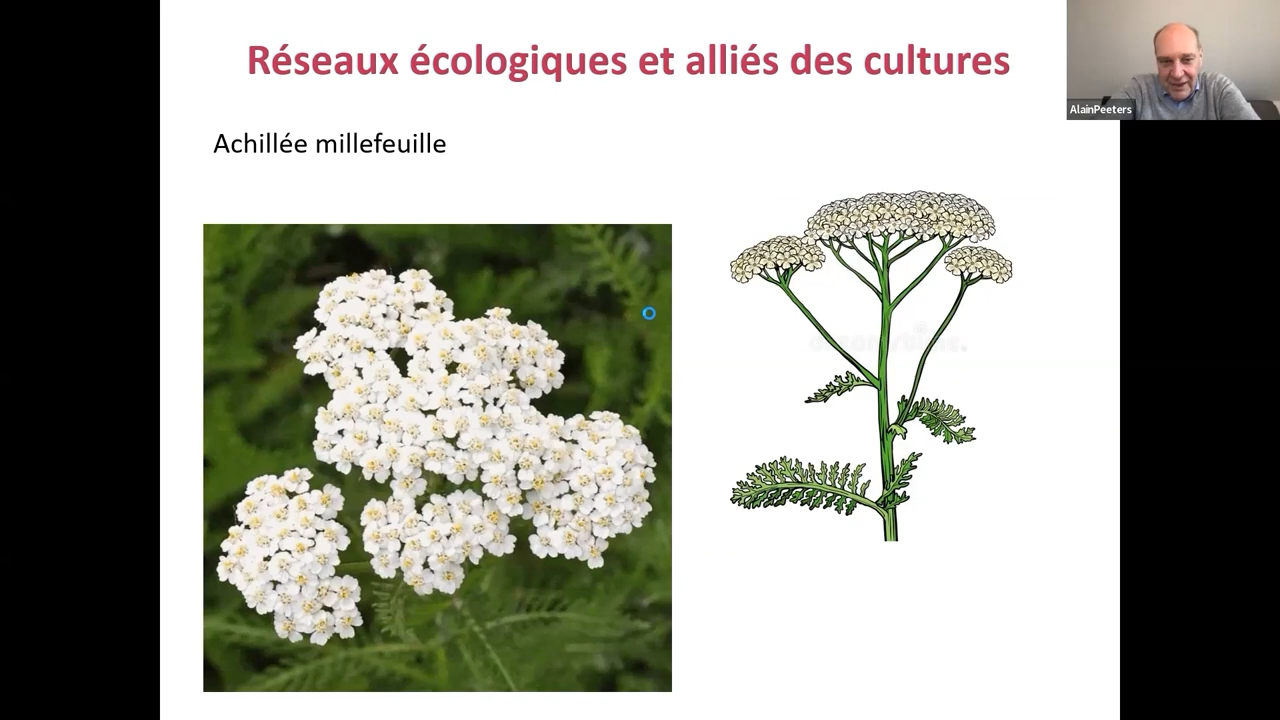 Réseaux écologiques et alliés des cultures
AlainPeeters
Achillée millefeuille